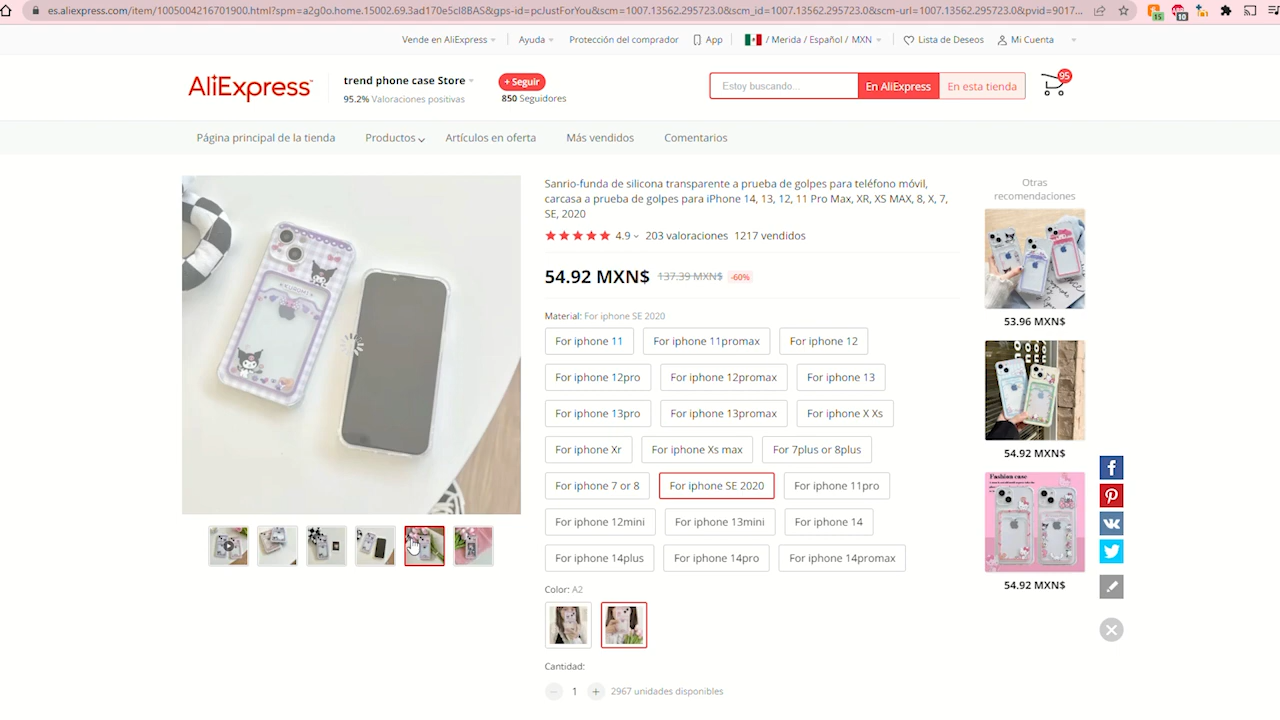 es.aliexpress.com/item/1005004216701900.html?spm=a2g0o.home.15002.69.3ad170e5cI8BAS&gps-id=pcJustForYou&scm=1007.13562.295723.0&scm_id=1007.13562.295723.0&scm-url=1007.13562.295723.0&pvid=9017...
15
10
Vende en AliExpress
Ayuda
Protección del comprador
App
/ Merida / Español / MXN
Lista de Deseos
Mi Cuenta
AliExpress
trend phone case Store
95.2% Valoraciones positivas
+ Seguir
850 Seguidores
Estoy buscando...
En AliExpress
En esta tienda
95
Página principal de la tienda
Productos
Artículos en oferta
Más vendidos
Comentarios
Sanrio-funda de silicona transparente a prueba de golpes para teléfono móvil,
carcasa a prueba de golpes para iPhone 14, 13, 12, 11 Pro Max, XR, XS MAX, 8, X, 7,
SE, 2020
4.9
203 valoraciones
1217 vendidos
54.92 MXN$
137.39 MXN$
-60%
Material: For iphone SE 2020
For iphone 11
For iphone 11promax
For iphone 12
For iphone 12pro
For iphone 12promax
For iphone 13
For iphone 13pro
For iphone 13promax
For iphone X Xs
For iphone Xr
For iphone Xs max
For 7plus or 8plus
For iphone 7 or 8
For iphone SE 2020
For iphone 11pro
For iphone 12mini
For iphone 13mini
For iphone 14
For iphone 14plus
For iphone 14pro
For iphone 14promax
Color: A2
Cantidad:
1
2967 unidades disponibles
Otras
recomendaciones
53.96 MXN$
54.92 MXN$
Fashion case
54.92 MXN$